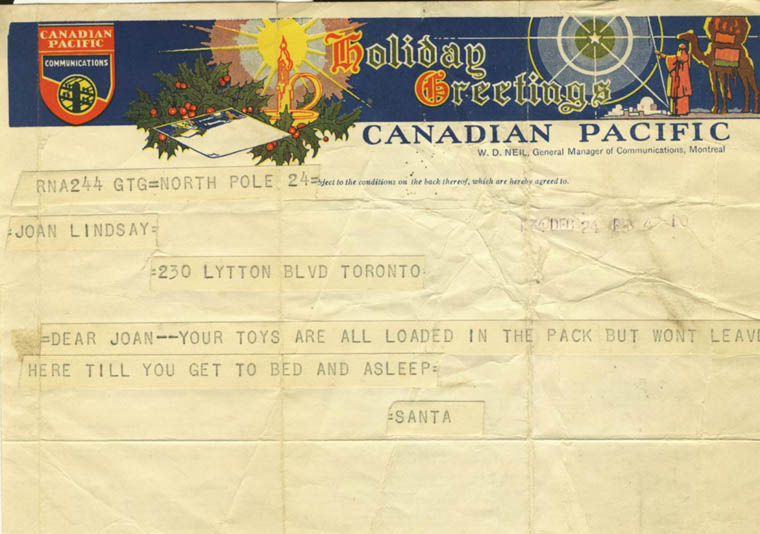 CANADIAN
PACIFIC
COMMUNICATIONS
Holiday
Greetings
CANADIAN PACIFIC
W. D. NEIL, General Manager of Communications, Montreal
RNA244 GTG=NORTH POLE 24=
bject to the conditions on the back thereof, which are hereby agreed to.
=JOAN LINDSAY=
DEC 24
=230 LYTTON BLVD TORONTO
=DEAR JOAN--YOUR TOYS ARE ALL LOADED IN THE PACK BUT WONT LEAVE
HERE TILL YOU GET TO BED AND ASLEEP=
=SANTA